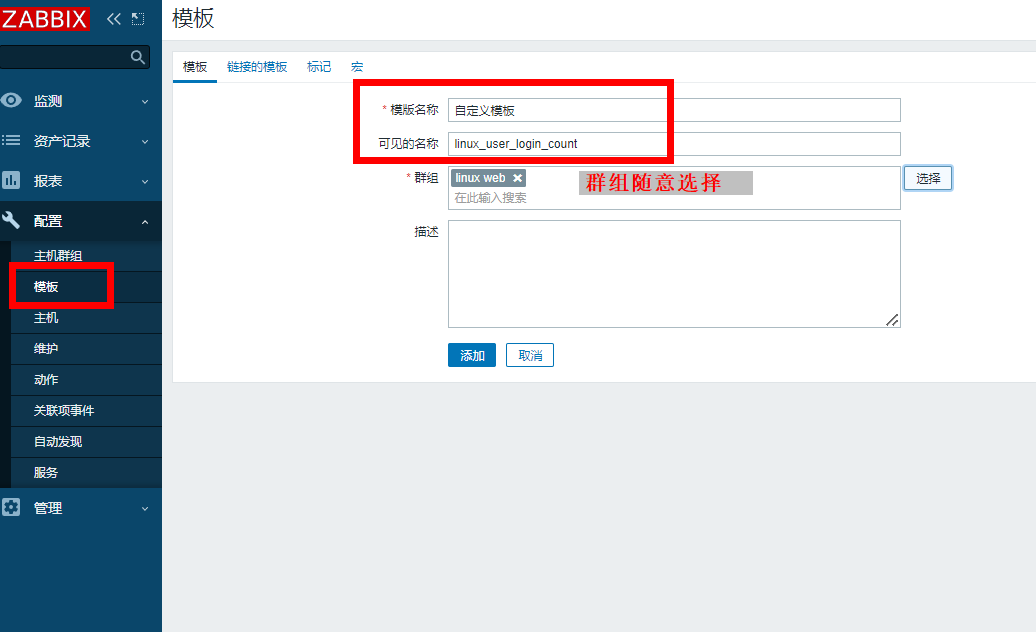 ZABBIX
模板
监测
资产记录
报表
配置
主机群组
模板
主机
维护
动作
关联项事件
自动发现
服务
管理
模板 链接的模板 标记 宏
* 模版名称 自定义模板
可见的名称 linux_user_login_count
* 群组 linux web 群组随意选择 选择
在此输入搜索
描述
添加 取消